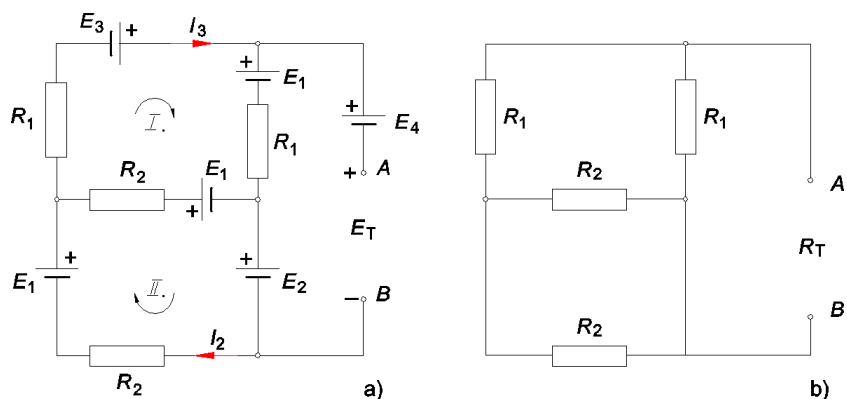 E3 + I3
+ E1
R1 I. + E4
R1
R2 E1 + A
+
ET
+ +
E1 II. E2 − B
I2
R2
a)
R1 R1
R2 A
RT
B
R2
b)